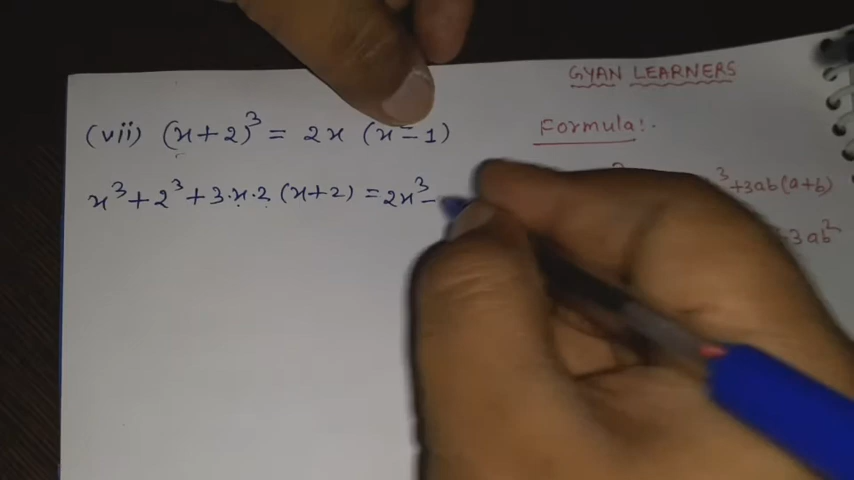 GYAN LEARNERS
(vii) (x+2)³ = 2x (x-1)
Formula:-
³ +3ab(a+b)
x³+2³+3·x·2 (x+2) = 2x³-
+3ab²